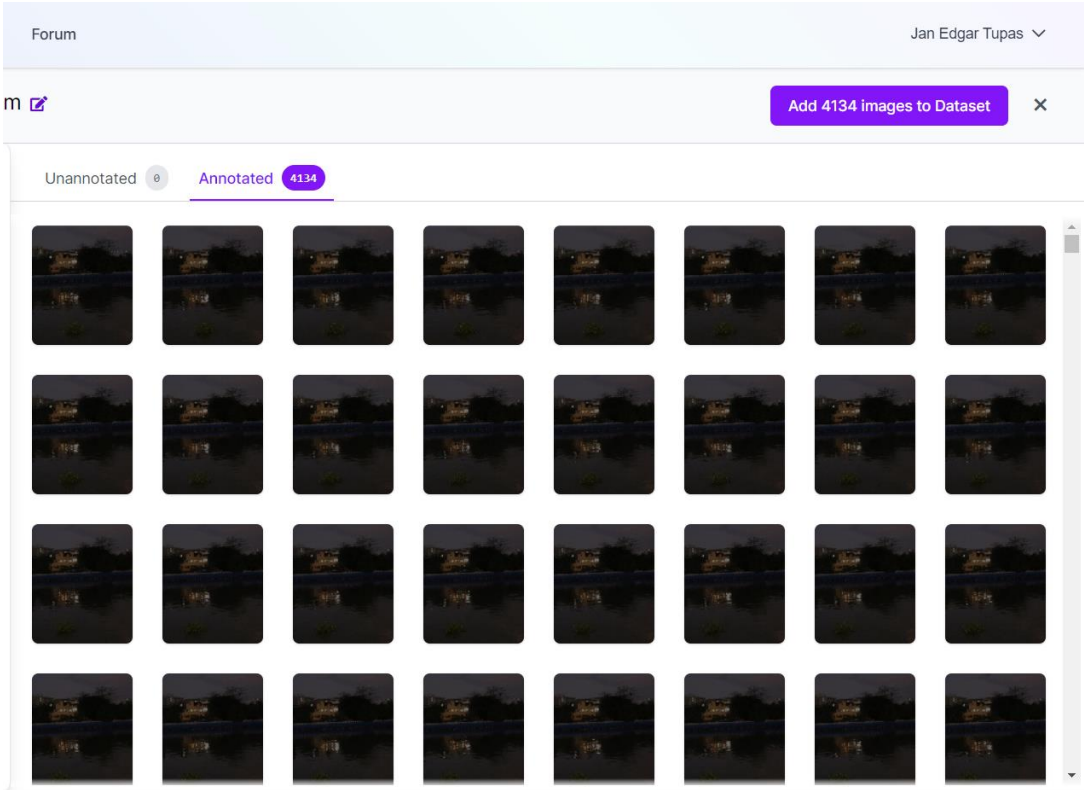 Forum
Jan Edgar Tupas
m
Add 4134 images to Dataset
Unannotated 0
Annotated 4134